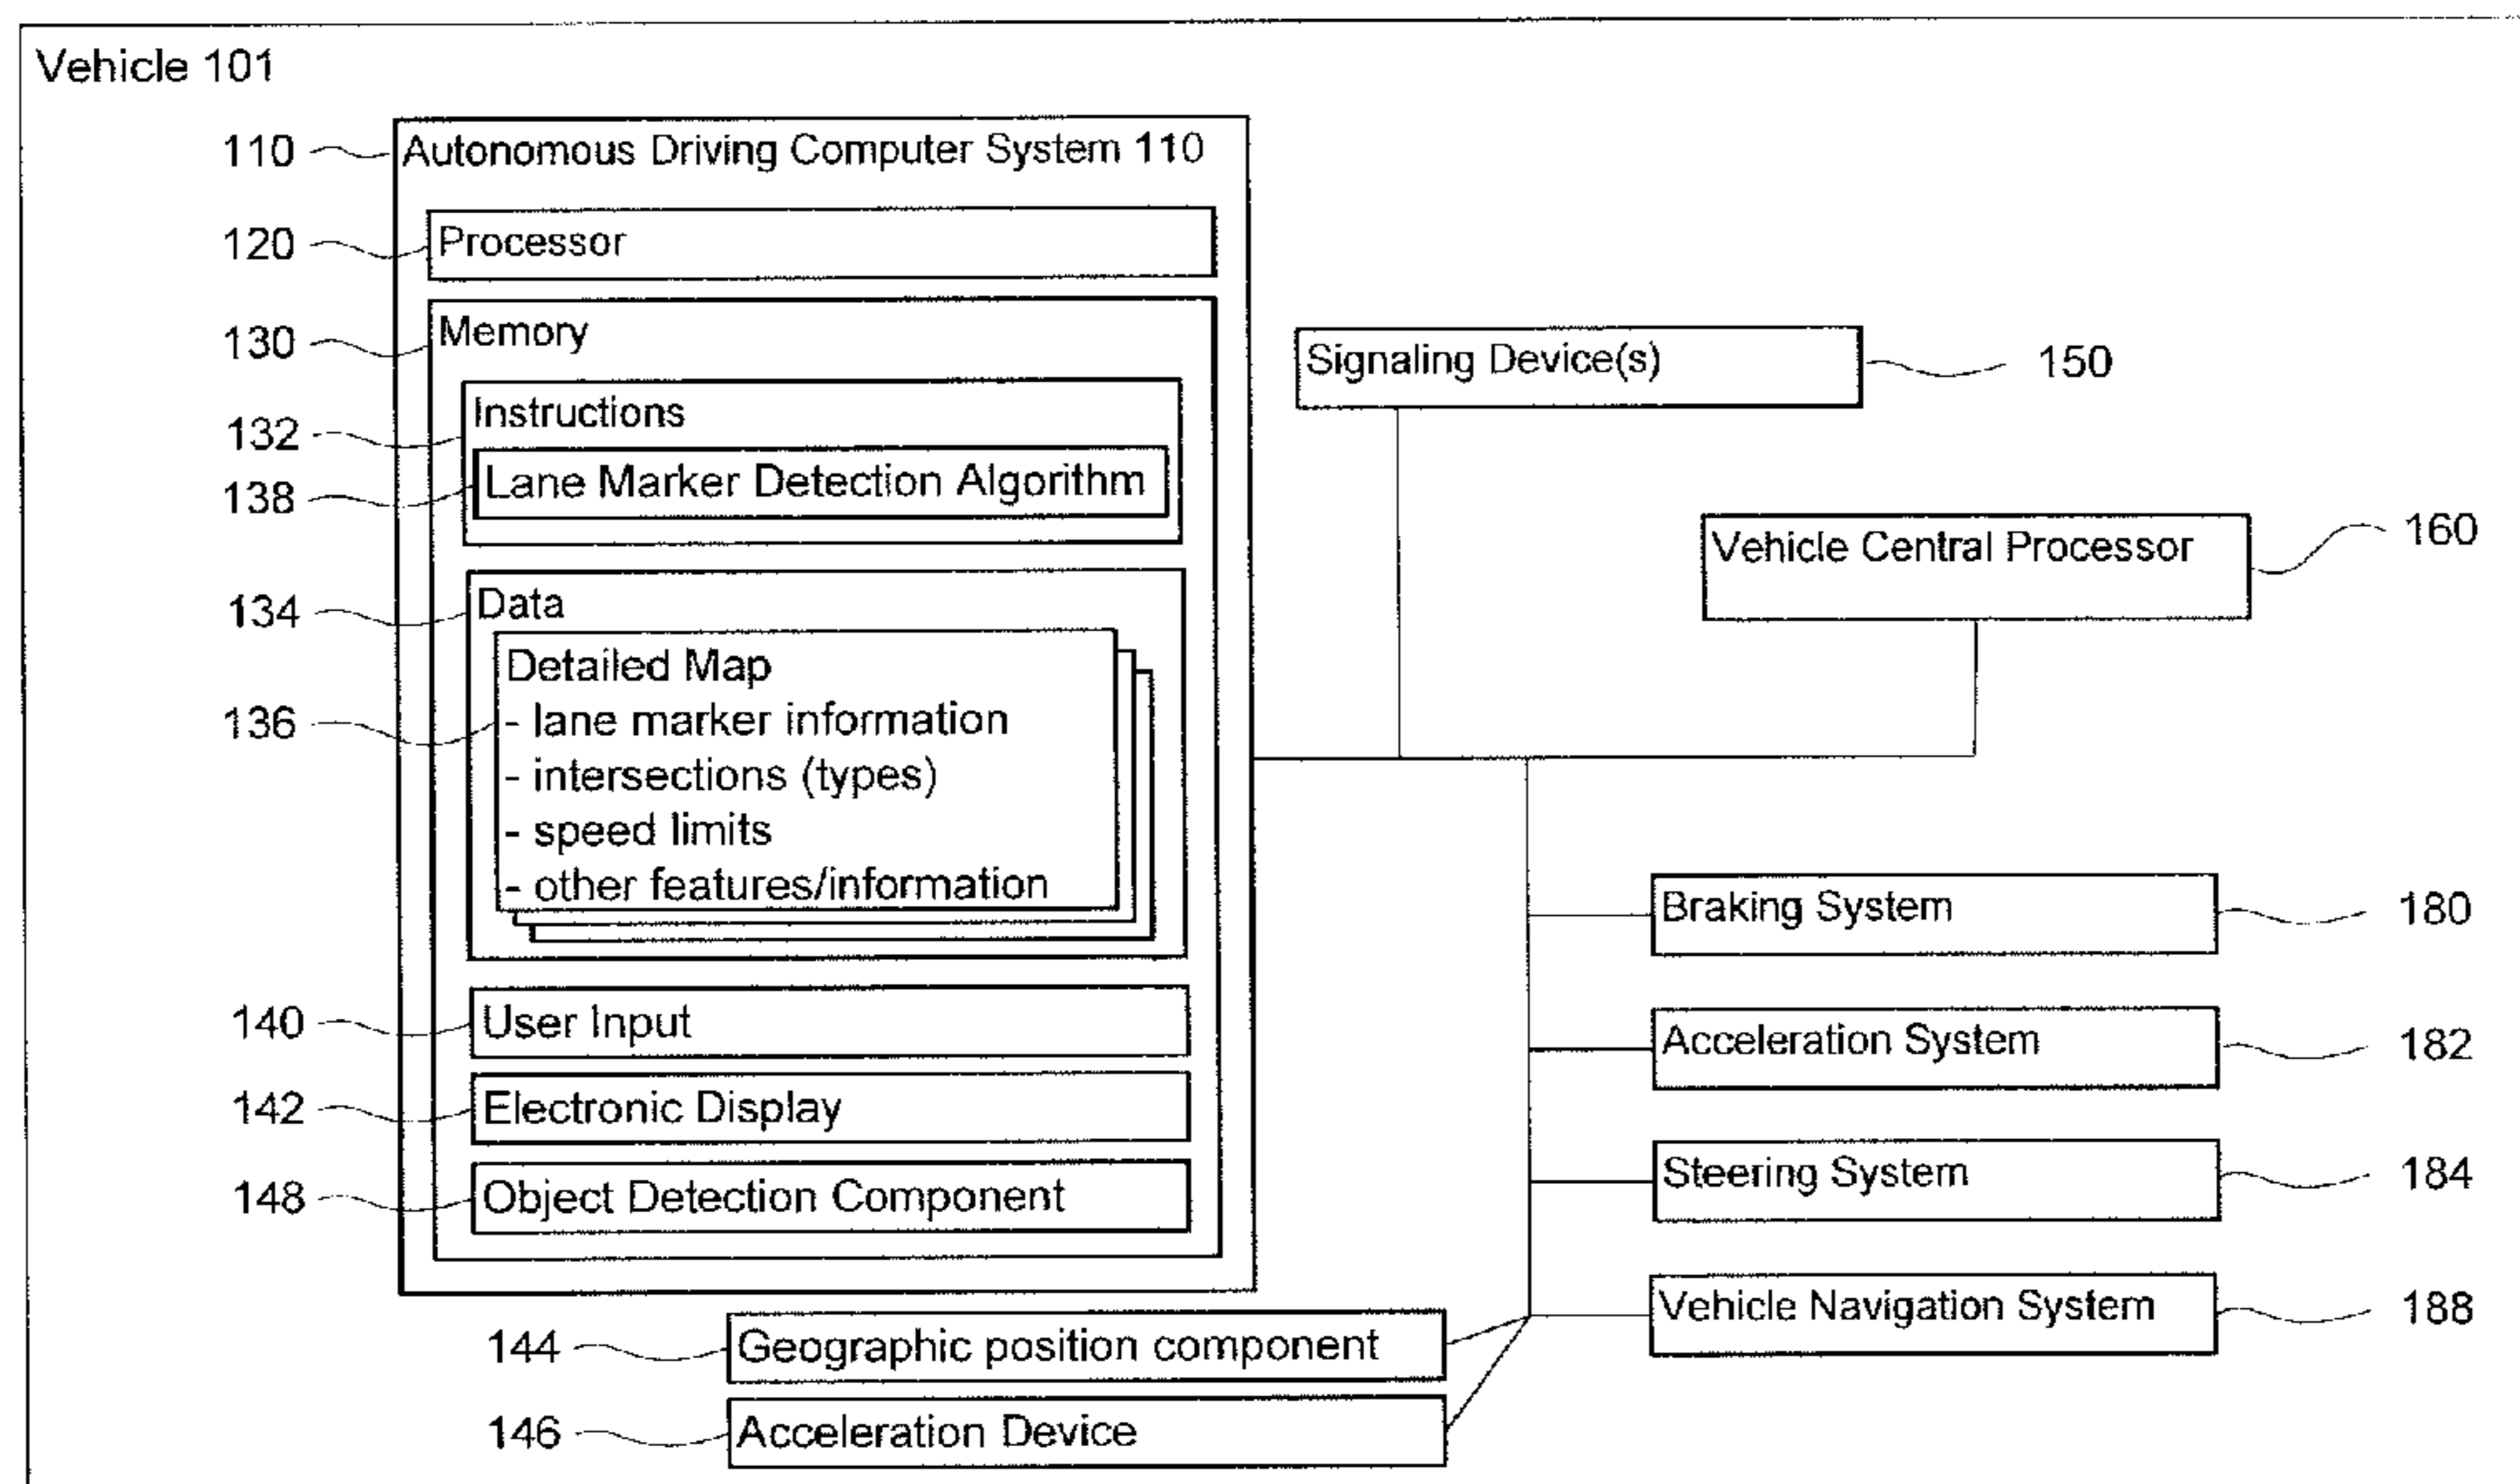 Vehicle 101
110 Autonomous Driving Computer System 110
120 Processor
130 Memory
132 Instructions
138 Lane Marker Detection Algorithm
134 Data
Detailed Map
136 - lane marker information
- intersections (types)
- speed limits
- other features/information
140 User Input
142 Electronic Display
148 Object Detection Component
144 Geographic position component
146 Acceleration Device
Signaling Device(s) 150
Vehicle Central Processor 160
Braking System 180
Acceleration System 182
Steering System 184
Vehicle Navigation System 188